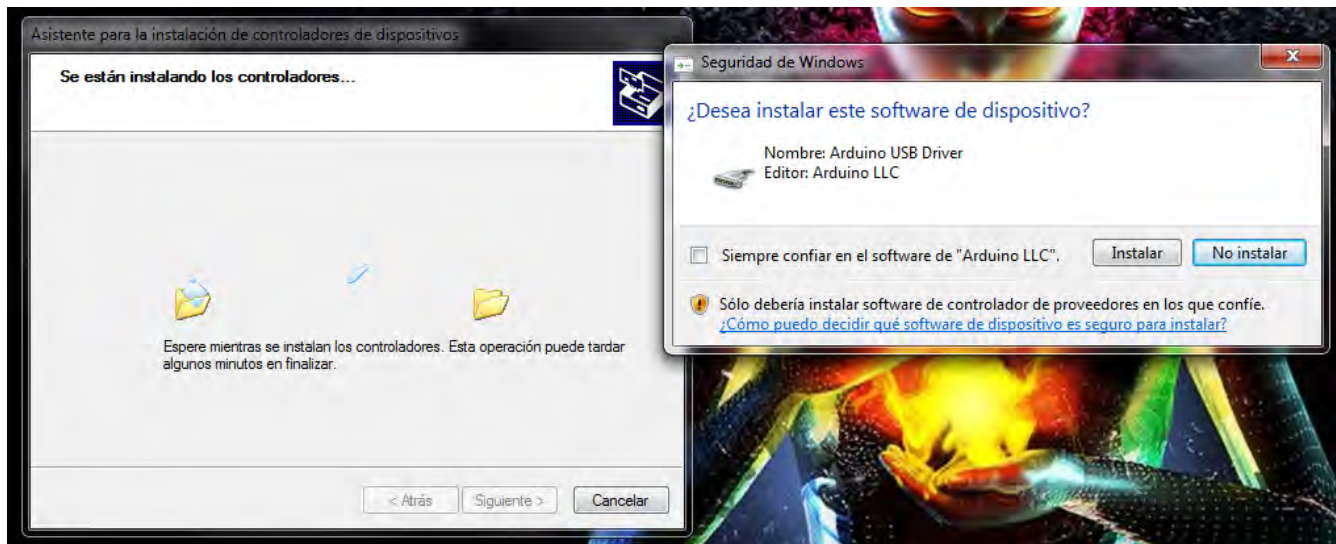 Asistente para la instalación de controladores de dispositivos
Se están instalando los controladores...
Espere mientras se instalan los controladores. Esta operación puede tardar
algunos minutos en finalizar.
< Atrás
Siguiente >
Cancelar
Seguridad de Windows
¿Desea instalar este software de dispositivo?
Nombre: Arduino USB Driver
Editor: Arduino LLC
Siempre confiar en el software de "Arduino LLC".
Instalar
No instalar
Sólo debería instalar software de controlador de proveedores en los que confíe.
¿Cómo puedo decidir qué software de dispositivo es seguro para instalar?